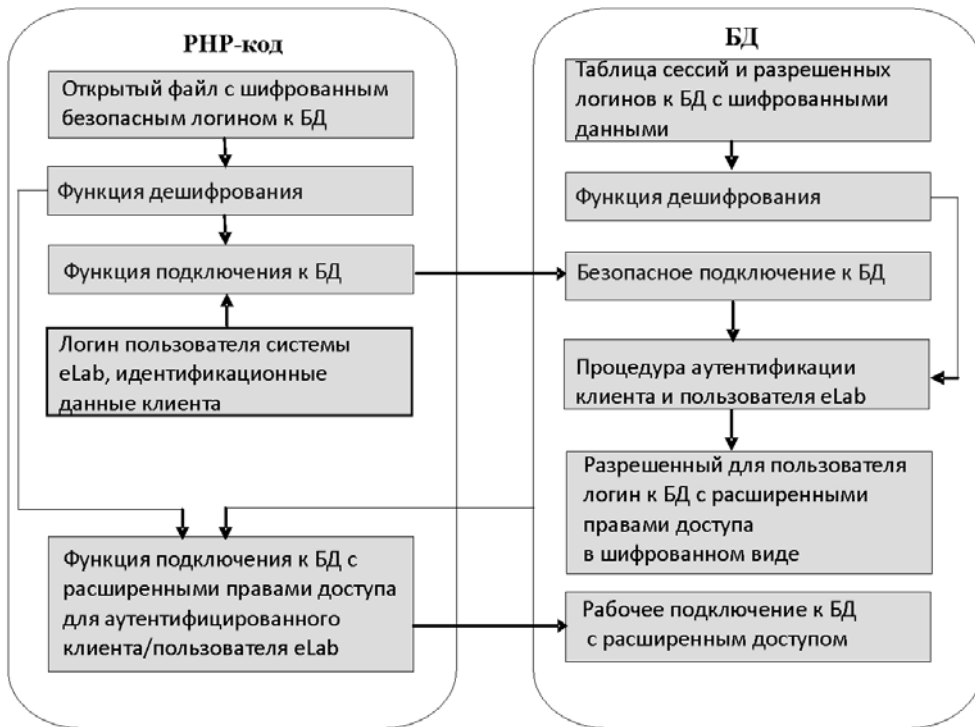 PHP-код
Открытый файл с шифрованным
безопасным логином к БД
Функция дешифрования
Функция подключения к БД
Логин пользователя системы
eLab, идентификационные
данные клиента
Функция подключения к БД с
расширенными правами доступа
для аутентифицированного
клиента/пользователя eLab
БД
Таблица сессий и разрешенных
логинов к БД с шифрованными
данными
Функция дешифрования
Безопасное подключение к БД
Процедура аутентификации
клиента и пользователя eLab
Разрешенный для пользователя
логин к БД с расширенными
правами доступа
в шифрованном виде
Рабочее подключение к БД
с расширенным доступом